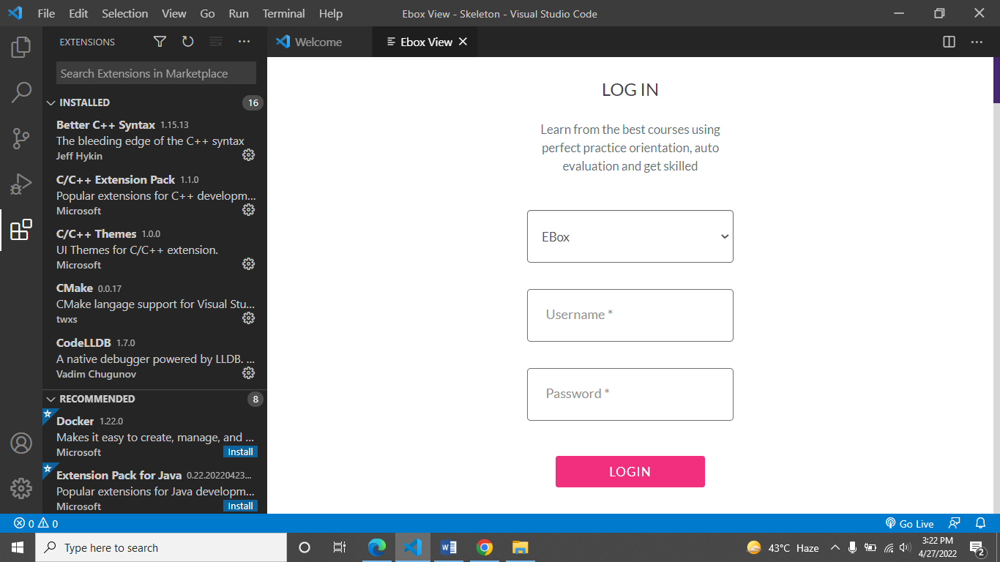 File Edit Selection View Go Run Terminal Help Ebox View - Skeleton - Visual Studio Code
EXTENSIONS
Welcome
Ebox View
Search Extensions in Marketplace
INSTALLED 16
Better C++ Syntax 1.15.13
The bleeding edge of the C++ syntax
Jeff Hykin
C/C++ Extension Pack 1.1.0
Popular extensions for C++ developm...
Microsoft
C/C++ Themes 1.0.0
UI Themes for C/C++ extension.
Microsoft
CMake 0.0.17
CMake langage support for Visual Stu...
twxs
CodeLLDB 1.7.0
A native debugger powered by LLDB. ...
Vadim Chugunov
RECOMMENDED 8
Docker 1.22.0
Makes it easy to create, manage, and ...
Microsoft Install
Extension Pack for Java 0.22.20220423...
Popular extensions for Java developm...
Microsoft Install
LOG IN
Learn from the best courses using
perfect practice orientation, auto
evaluation and get skilled
EBox
Username *
Password *
LOGIN
0 0 Go Live
Type here to search
43°C Haze
3:22 PM
4/27/2022
2